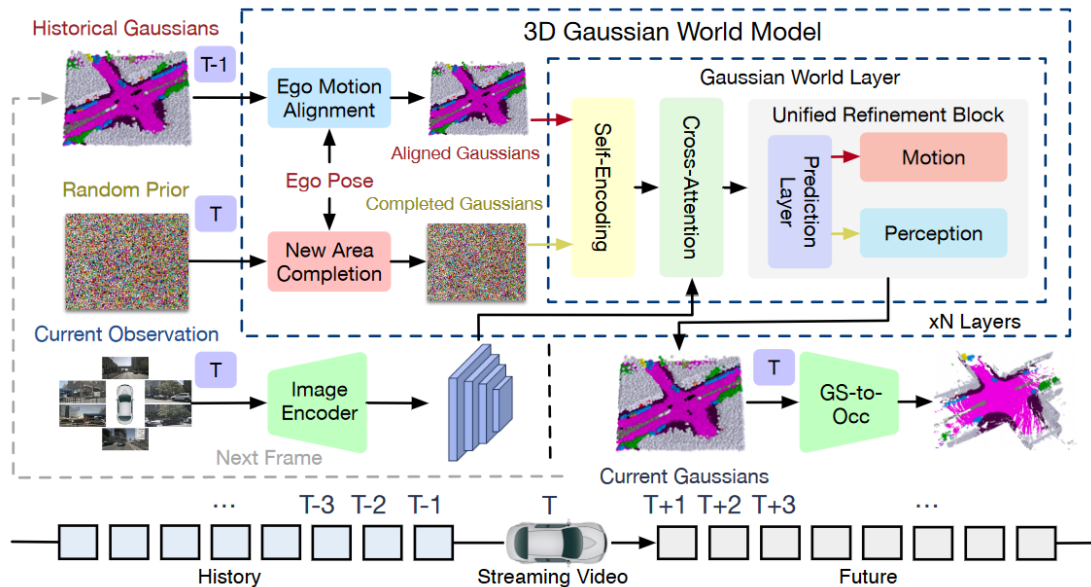 Historical Gaussians
T-1
3D Gaussian World Model
Ego Motion
Alignment
Aligned Gaussians
Gaussian World Layer
Self-Encoding
Cross-Attention
Unified Refinement Block
Prediction
Layer
Motion
Perception
Random Prior
T
Ego Pose
New Area
Completion
Completed Gaussians
xN Layers
Current Observation
T
Image
Encoder
Next Frame
T
GS-to-
Occ
Current Gaussians
... T-3 T-2 T-1 T T+1 T+2 T+3 ...
History Streaming Video Future